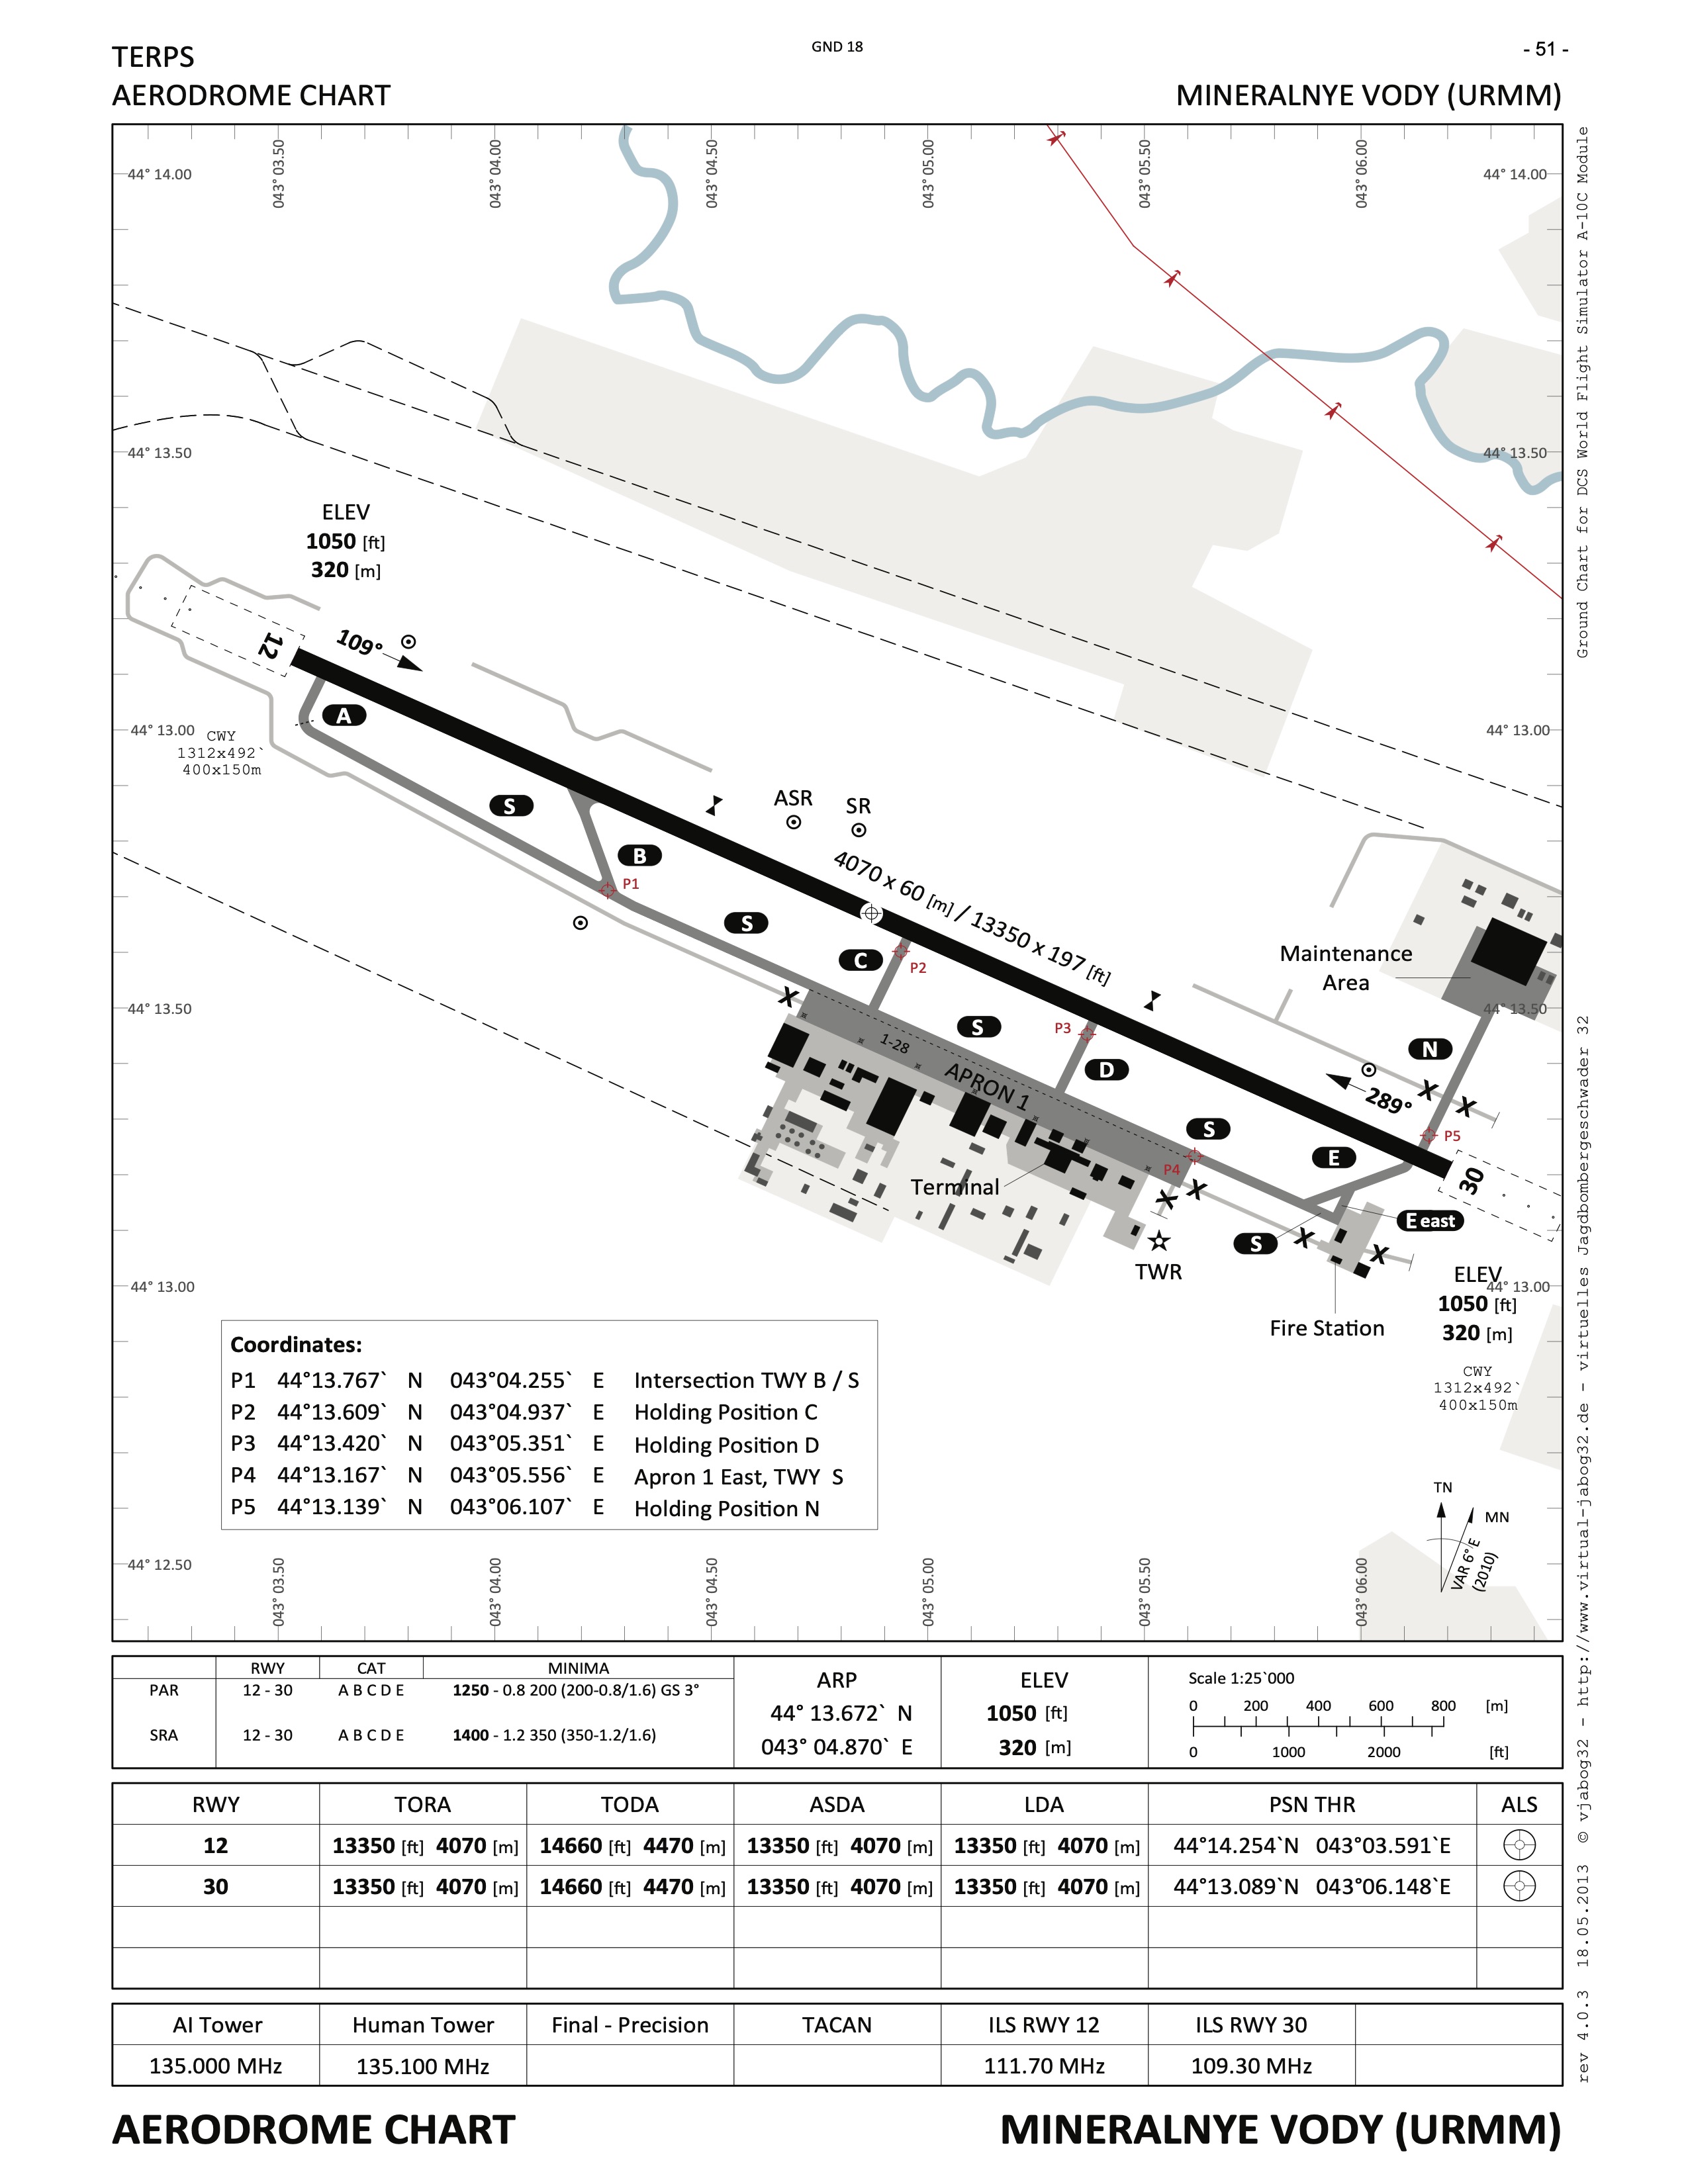 TERPS
GND 18
- 51 -
AERODROME CHART
MINERALNYE VODY (URMM)
043° 03.50
043° 04.00
043° 04.50
043° 05.00
043° 05.50
043° 06.00
44° 14.00
44° 14.00
44° 13.50
44° 13.50
ELEV
1050 [ft]
320 [m]
12
109°
A
44° 13.00
44° 13.00
CWY
1312x492`
400x150m
S
ASR
SR
B
P1
4070 x 60 [m] / 13350 x 197 [ft]
S
C
P2
Maintenance
Area
X
44° 13.50
44° 13.50
S
P3
1-28
N
D
APRON 1
X
289°
X
S
P5
E
P4
30
Terminal
X
X
E east
S
X
X
TWR
ELEV
44° 13.00
44° 13.00
1050 [ft]
320 [m]
Fire Station
CWY
1312x492`
400x150m
Coordinates:
P1 44°13.767` N 043°04.255` E Intersection TWY B / S
P2 44°13.609` N 043°04.937` E Holding Position C
P3 44°13.420` N 043°05.351` E Holding Position D
P4 44°13.167` N 043°05.556` E Apron 1 East, TWY S
P5 44°13.139` N 043°06.107` E Holding Position N
TN
MN
VAR 6° E
(2010)
44° 12.50
043° 03.50
043° 04.00
043° 04.50
043° 05.00
043° 05.50
043° 06.00
Ground Chart for DCS World Flight Simulator A-10C Module
rev 4.0.3 18.05.2013 © vjabog32 - http://www.virtual-jabog32.de - virtuelles Jagdbombergeschwader 32
RWY CAT MINIMA
PAR 12 - 30 A B C D E 1250 - 0.8 200 (200-0.8/1.6) GS 3°
SRA 12 - 30 A B C D E 1400 - 1.2 350 (350-1.2/1.6)
ARP
44° 13.672` N
043° 04.870` E
ELEV
1050 [ft]
320 [m]
Scale 1:25`000
0 200 400 600 800 [m]
0 1000 2000 [ft]
RWY TORA TODA ASDA LDA PSN THR ALS
12 13350 [ft] 4070 [m] 14660 [ft] 4470 [m] 13350 [ft] 4070 [m] 13350 [ft] 4070 [m] 44°14.254`N 043°03.591`E
30 13350 [ft] 4070 [m] 14660 [ft] 4470 [m] 13350 [ft] 4070 [m] 13350 [ft] 4070 [m] 44°13.089`N 043°06.148`E
AI Tower Human Tower Final - Precision TACAN ILS RWY 12 ILS RWY 30
135.000 MHz 135.100 MHz 111.70 MHz 109.30 MHz
AERODROME CHART
MINERALNYE VODY (URMM)